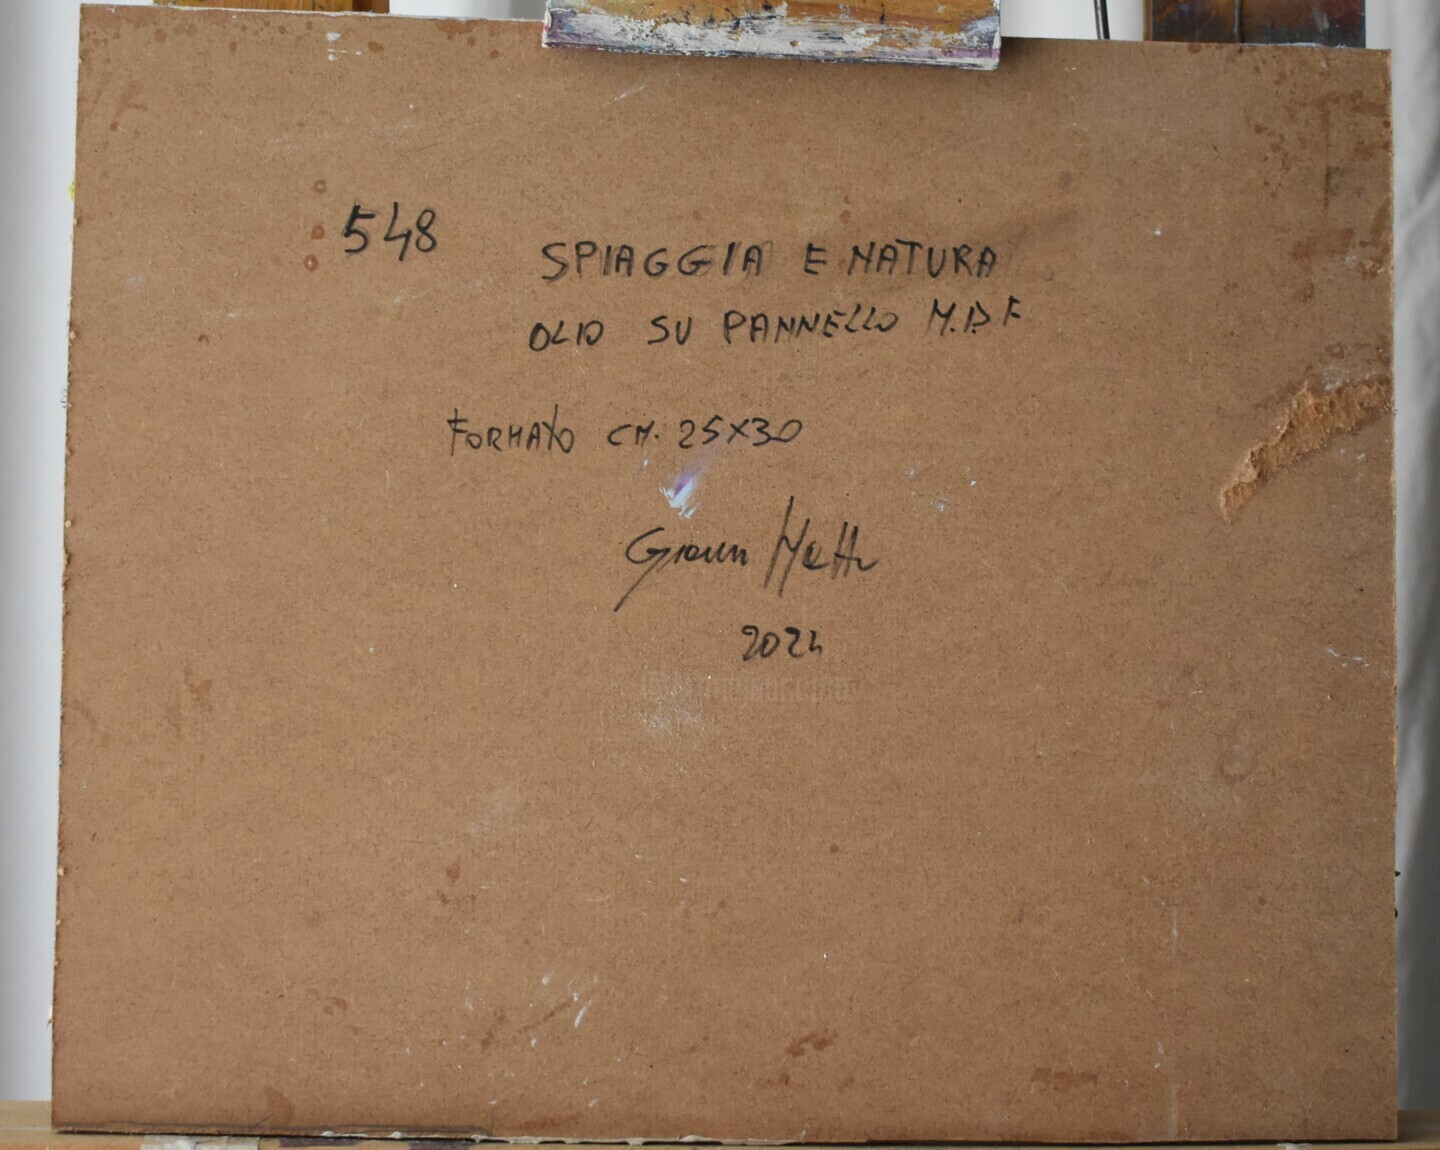 548
SPIAGGIA E NATURA
OLIO SU PANNELLO M.D.F
FORMATO CM. 25X30
2024